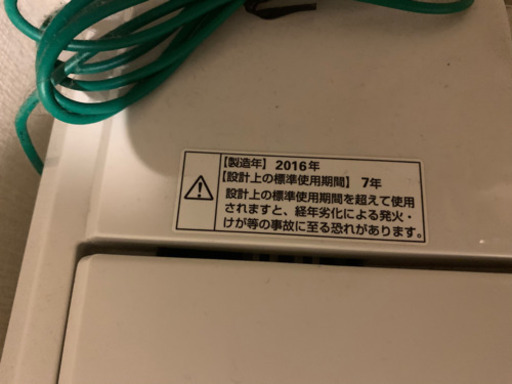 【製造年】2016年
【設計上の標準使用期間】7年
設計上の標準使用期間を超えて使用
されますと、経年劣化による発火・
けが等の事故に至る恐れがあります。